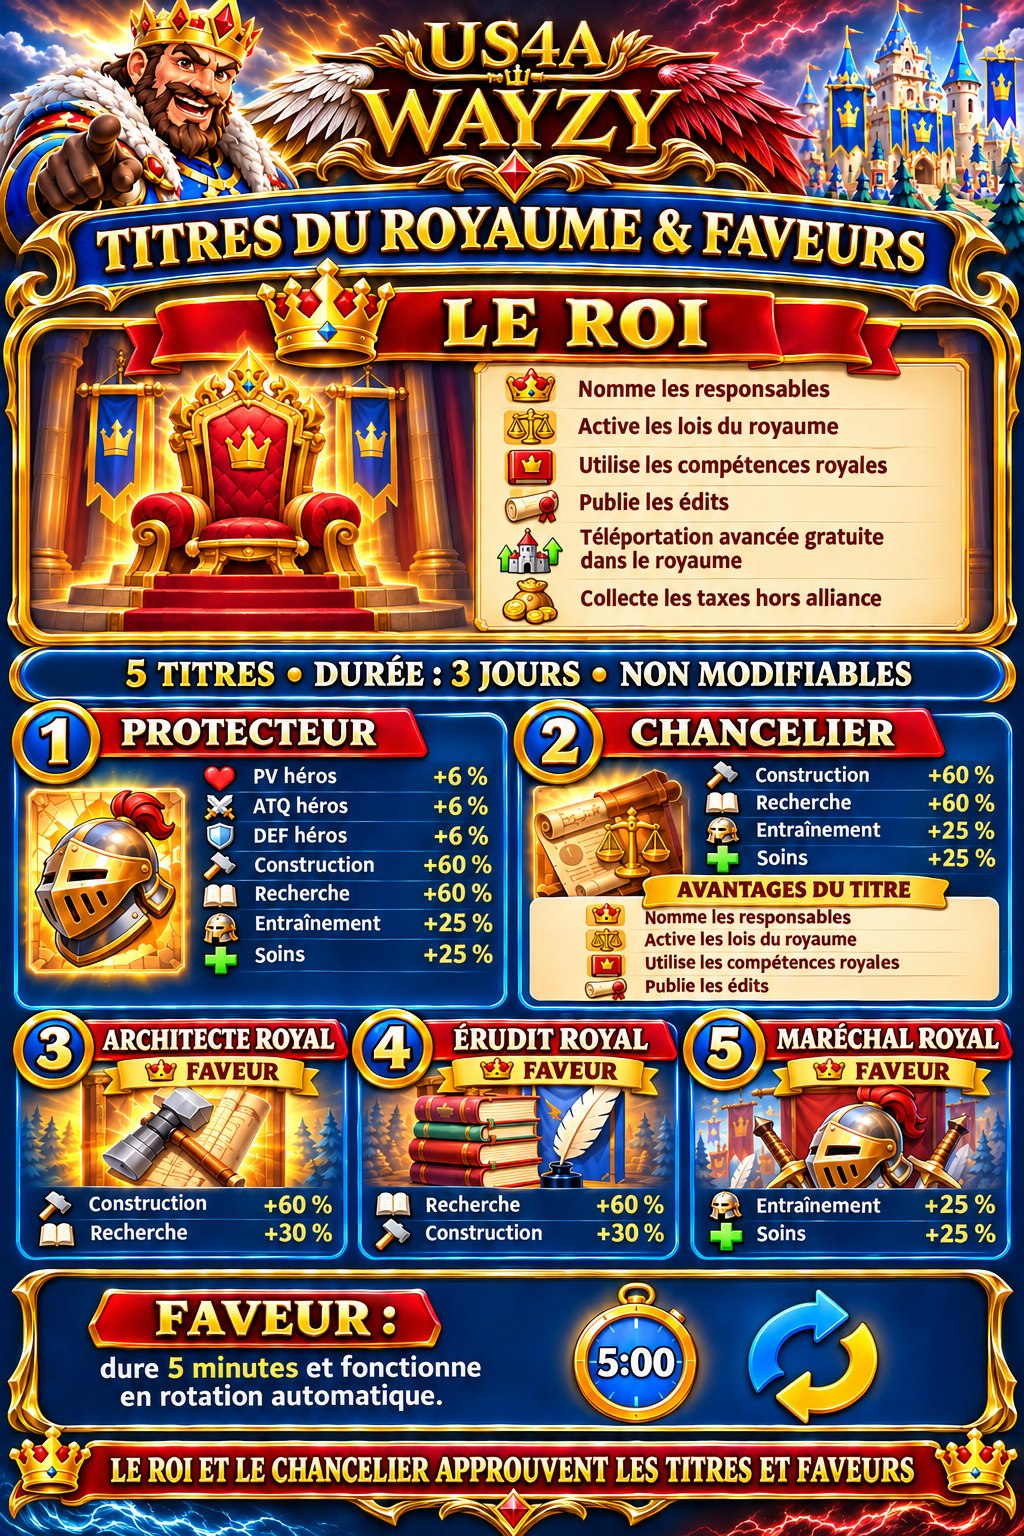 US4A
WAYZY
TITRES DU ROYAUME & FAVEURS
LE ROI
Nomme les responsables
Active les lois du royaume
Utilise les compétences royales
Publie les édits
Téléportation avancée gratuite
dans le royaume
Collecte les taxes hors alliance
5 TITRES • DURÉE : 3 JOURS • NON MODIFIABLES
1 PROTECTEUR
PV héros +6 %
ATQ héros +6 %
DEF héros +6 %
Construction +60 %
Recherche +60 %
Entraînement +25 %
Soins +25 %
2 CHANCELIER
Construction +60 %
Recherche +60 %
Entraînement +25 %
Soins +25 %
AVANTAGES DU TITRE
Nomme les responsables
Active les lois du royaume
Utilise les compétences royales
Publie les édits
3 ARCHITECTE ROYAL
FAVEUR
Construction +60 %
Recherche +30 %
4 ÉRUDIT ROYAL
FAVEUR
Recherche +60 %
Construction +30 %
5 MARÉCHAL ROYAL
FAVEUR
Entraînement +25 %
Soins +25 %
FAVEUR :
dure 5 minutes et fonctionne
en rotation automatique.
5:00
LE ROI ET LE CHANCELIER APPROUVENT LES TITRES ET FAVEURS